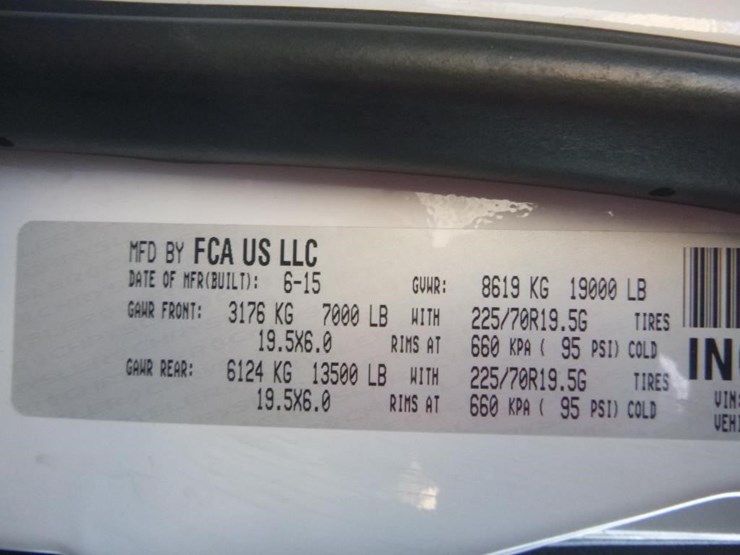 MFD BY FCA US LLC
DATE OF MFR(BUILT): 6-15 GVWR: 8619 KG 19000 LB
GAWR FRONT: 3176 KG 7000 LB WITH 225/70R19.5G TIRES
19.5X6.0 RIMS AT 660 KPA ( 95 PSI) COLD
GAWR REAR: 6124 KG 13500 LB WITH 225/70R19.5G TIRES
19.5X6.0 RIMS AT 660 KPA ( 95 PSI) COLD
IN
VIN:
VEHI